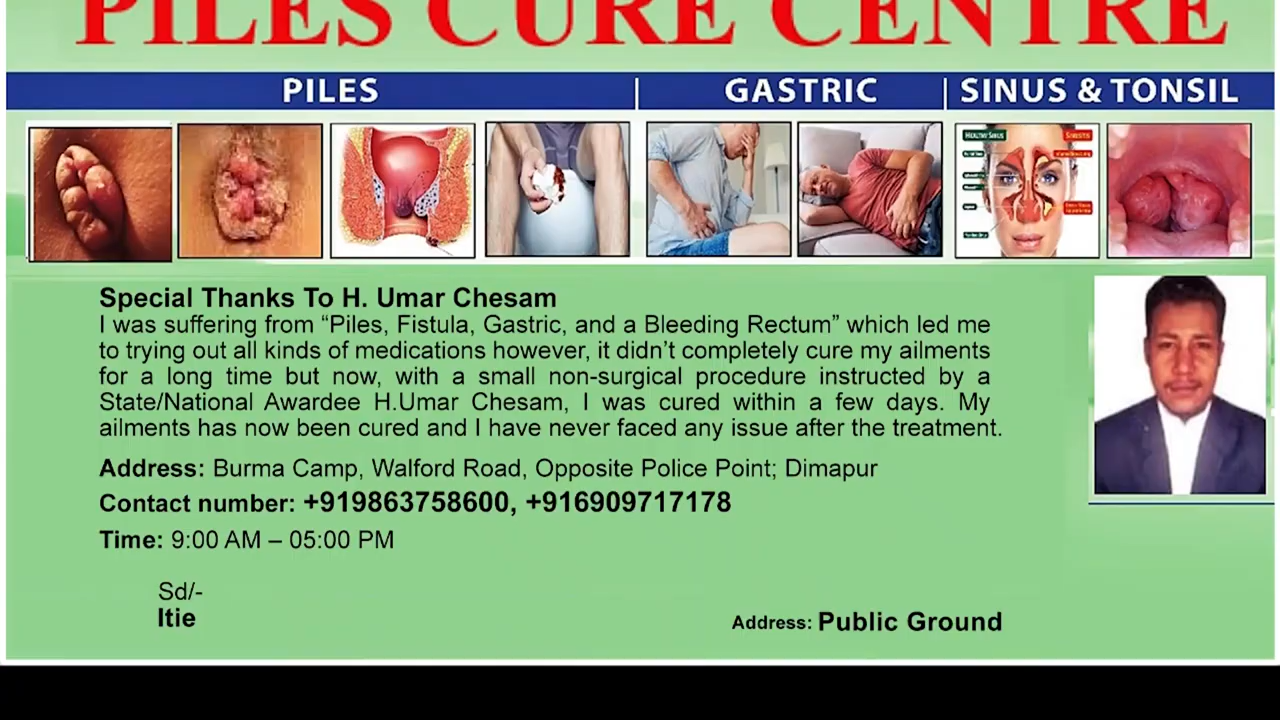 PILES CURE CENTRE
PILES | GASTRIC | SINUS & TONSIL
HEALTHY SINUS SINUSITIS
Special Thanks To H. Umar Chesam
I was suffering from “Piles, Fistula, Gastric, and a Bleeding Rectum” which led me
to trying out all kinds of medications however, it didn’t completely cure my ailments
for a long time but now, with a small non-surgical procedure instructed by a
State/National Awardee H.Umar Chesam, I was cured within a few days. My
ailments has now been cured and I have never faced any issue after the treatment.
Address: Burma Camp, Walford Road, Opposite Police Point; Dimapur
Contact number: +919863758600, +916909717178
Time: 9:00 AM – 05:00 PM
Sd/-
Itie
Address: Public Ground